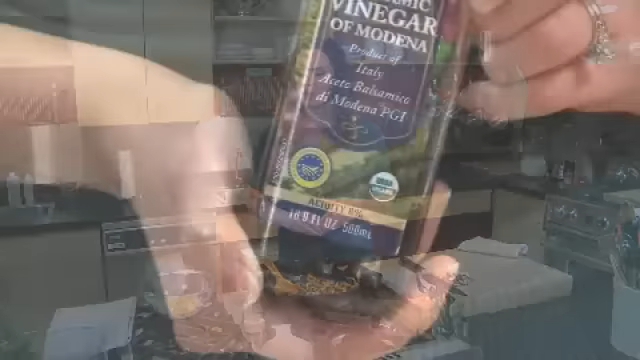 VINEGAR
OF MODENA
Product of
Italy
Aceto Balsamico
di Modena PGI
ACIDITY 6%
16.9 FL OZ 500mL